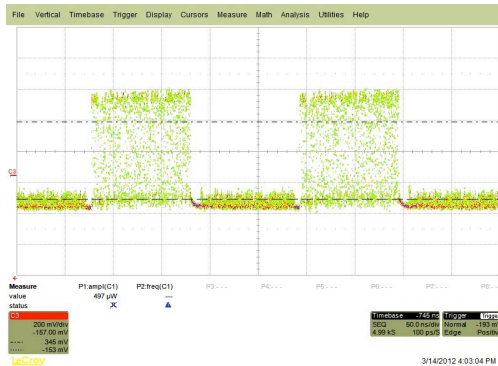 File Vertical Timebase Trigger Display Cursors Measure Math Analysis Utilities Help
C3
Measure P1:ampl(C1) P2:freq(C1) P3:--- P4:--- P5:--- P6:--- P7:--- P8:--
value 497 µW ---
status
C3
200 mV/div
-157.00 mV
345 mV
-153 mV
Timebase -745 ns Trigger
SEQ 50.0 ns/div Normal -193 m
4.99 kS 100 ps/S Edge Positiv
LeCroy 3/14/2012 4:03:04 PM